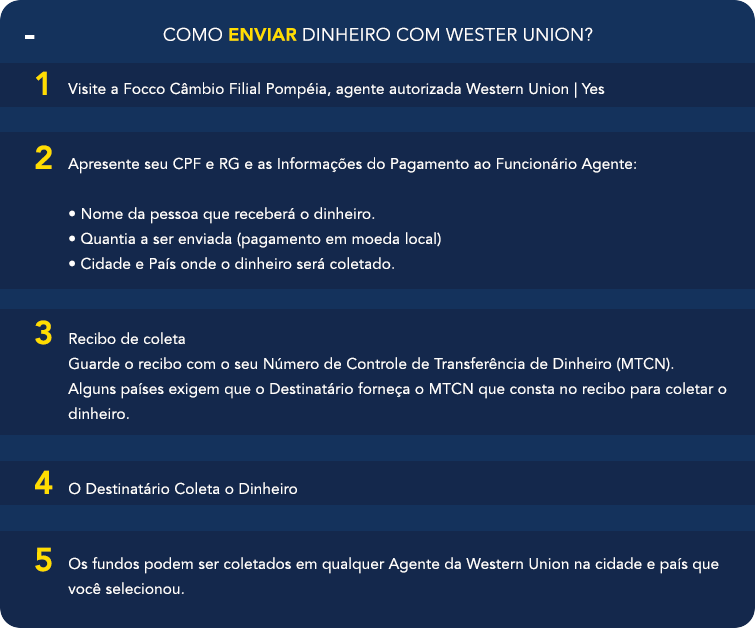 COMO ENVIAR DINHEIRO COM WESTER UNION?
1 Visite a Focco Câmbio Filial Pompéia, agente autorizada Western Union | Yes
2 Apresente seu CPF e RG e as Informações do Pagamento ao Funcionário Agente:
• Nome da pessoa que receberá o dinheiro.
• Quantia a ser enviada (pagamento em moeda local)
• Cidade e País onde o dinheiro será coletado.
3 Recibo de coleta
Guarde o recibo com o seu Número de Controle de Transferência de Dinheiro (MTCN).
Alguns países exigem que o Destinatário forneça o MTCN que consta no recibo para coletar o
dinheiro.
4 O Destinatário Coleta o Dinheiro
5 Os fundos podem ser coletados em qualquer Agente da Western Union na cidade e país que
você selecionou.